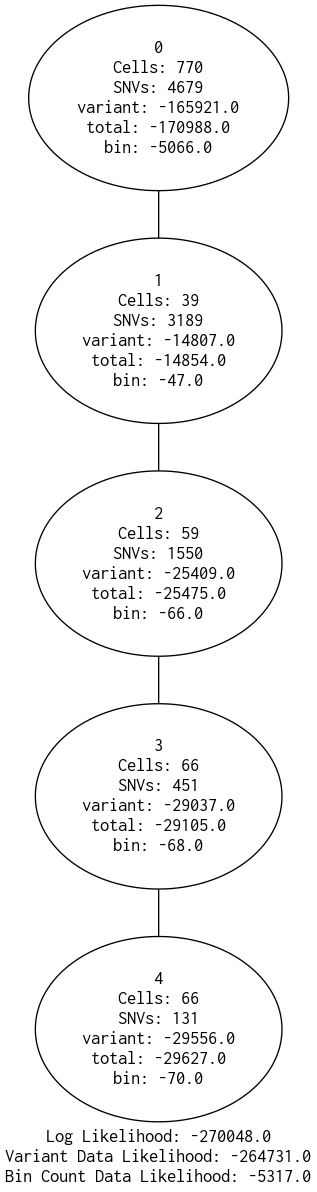 0
Cells: 770
SNVs: 4679
variant: -165921.0
total: -170988.0
bin: -5066.0
1
Cells: 39
SNVs: 3189
variant: -14807.0
total: -14854.0
bin: -47.0
2
Cells: 59
SNVs: 1550
variant: -25409.0
total: -25475.0
bin: -66.0
3
Cells: 66
SNVs: 451
variant: -29037.0
total: -29105.0
bin: -68.0
4
Cells: 66
SNVs: 131
variant: -29556.0
total: -29627.0
bin: -70.0
Log Likelihood: -270048.0
Variant Data Likelihood: -264731.0
Bin Count Data Likelihood: -5317.0